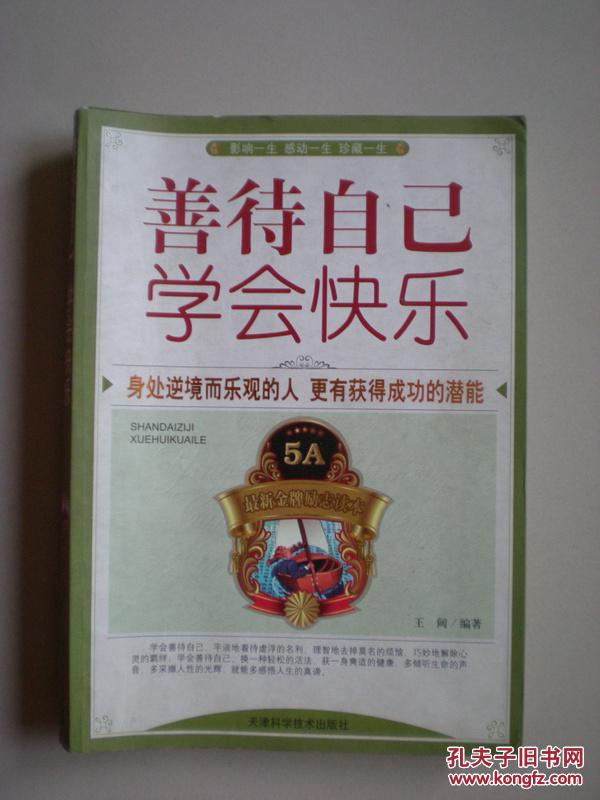 影响一生 感动一生 珍藏一生
善待自己
学会快乐
身处逆境而乐观的人 更有获得成功的潜能
SHANDAIZIJI
XUEHUIKUAILE
5A
最新金牌励志读本
王阔/编著
学会善待自己、平淡地看待虚浮的名利、理智地去掉莫名的烦恼、巧妙地解除心
灵的羁绊，学会善待自己、换一种轻松的活法、获一身爽适的健康、多倾听生命的声
音、多采撷人性的光辉、就能多感悟人生的真谛。
天津科学技术出版社
孔夫子旧书网
www.kongfz.com